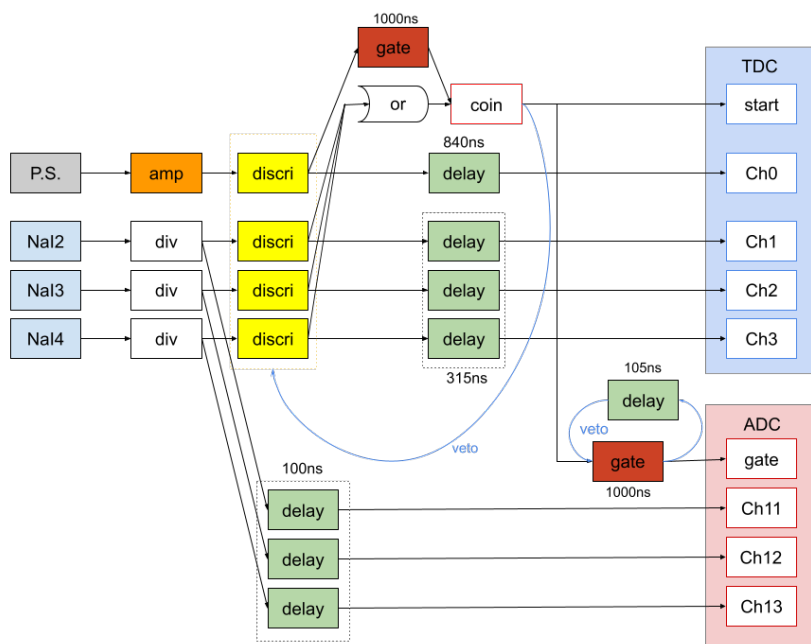 1000ns
gate
TDC
or
coin
start
840ns
P.S.
amp
discri
delay
Ch0
NaI2
div
discri
delay
Ch1
NaI3
div
discri
delay
Ch2
NaI4
div
discri
delay
Ch3
315ns
105ns
delay
veto
veto
ADC
gate
gate
1000ns
100ns
delay
Ch11
delay
Ch12
delay
Ch13